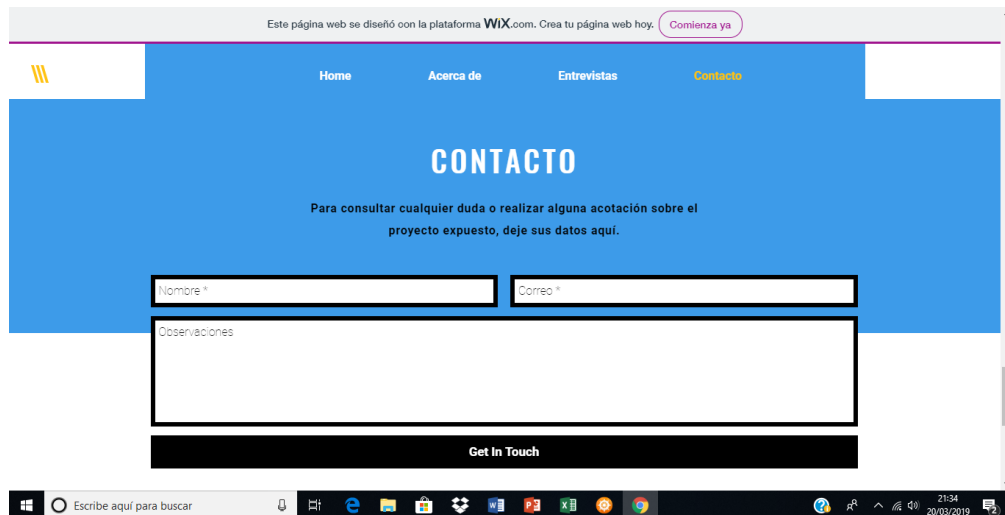 Este página web se diseñó con la plataforma WiX.com. Crea tu página web hoy. Comienza ya
Home Acerca de Entrevistas Contacto
CONTACTO
Para consultar cualquier duda o realizar alguna acotación sobre el
proyecto expuesto, deje sus datos aquí.
Nombre * Correo *
Observaciones
Get In Touch
Escribe aquí para buscar
21:34
20/03/2019